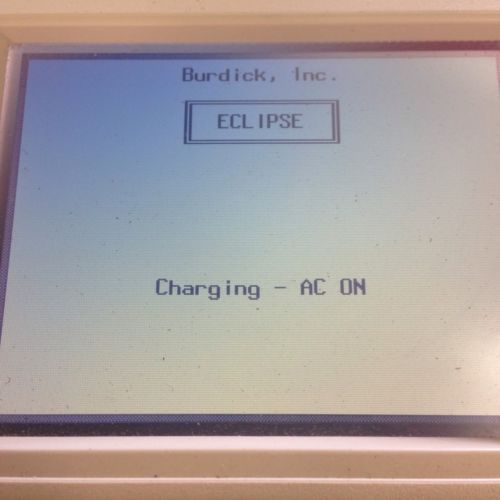 Burdick, Inc.
ECLIPSE
Charging - AC ON